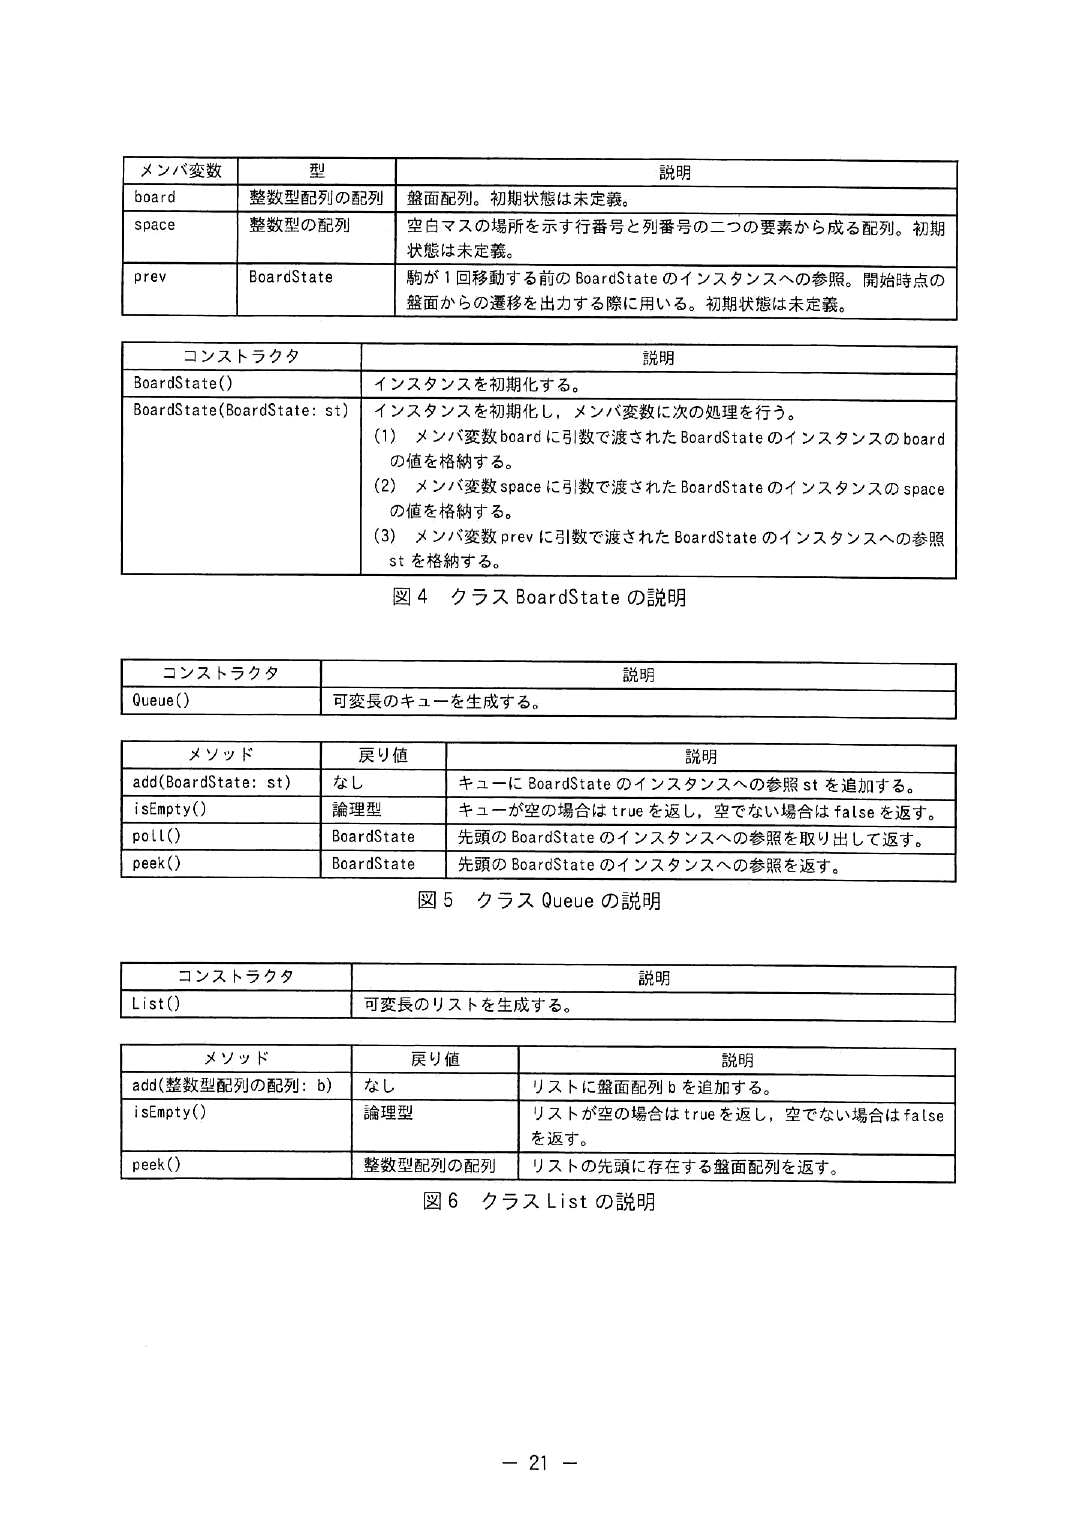 メンバ変数 型 説明
board 整数型配列の配列 盤面配列。初期状態は未定義。
space 整数型の配列 空白マスの場所を示す行番号と列番号の二つの要素から成る配列。初期
状態は未定義。
prev BoardState 駒が1回移動する前のBoardStateのインスタンスへの参照。開始時点の
盤面からの遷移を出力する際に用いる。初期状態は未定義。
コンストラクタ 説明
BoardState() インスタンスを初期化する。
BoardState(BoardState: st) インスタンスを初期化し，メンバ変数に次の処理を行う。
(1) メンバ変数boardに引数で渡されたBoardStateのインスタンスのboard
の値を格納する。
(2) メンバ変数spaceに引数で渡されたBoardStateのインスタンスのspace
の値を格納する。
(3) メンバ変数prevに引数で渡されたBoardStateのインスタンスへの参照
stを格納する。
図4 クラスBoardStateの説明
コンストラクタ 説明
Queue() 可変長のキューを生成する。
メソッド 戻り値 説明
add(BoardState: st) なし キューにBoardStateのインスタンスへの参照stを追加する。
isEmpty() 論理型 キューが空の場合はtrueを返し，空でない場合はfalseを返す。
poll() BoardState 先頭のBoardStateのインスタンスへの参照を取り出して返す。
peek() BoardState 先頭のBoardStateのインスタンスへの参照を返す。
図5 クラスQueueの説明
コンストラクタ 説明
List() 可変長のリストを生成する。
メソッド 戻り値 説明
add(整数型配列の配列: b) なし リストに盤面配列bを追加する。
isEmpty() 論理型 リストが空の場合はtrueを返し，空でない場合はfalse
を返す。
peek() 整数型配列の配列 リストの先頭に存在する盤面配列を返す。
図6 クラスListの説明
― 21 ―